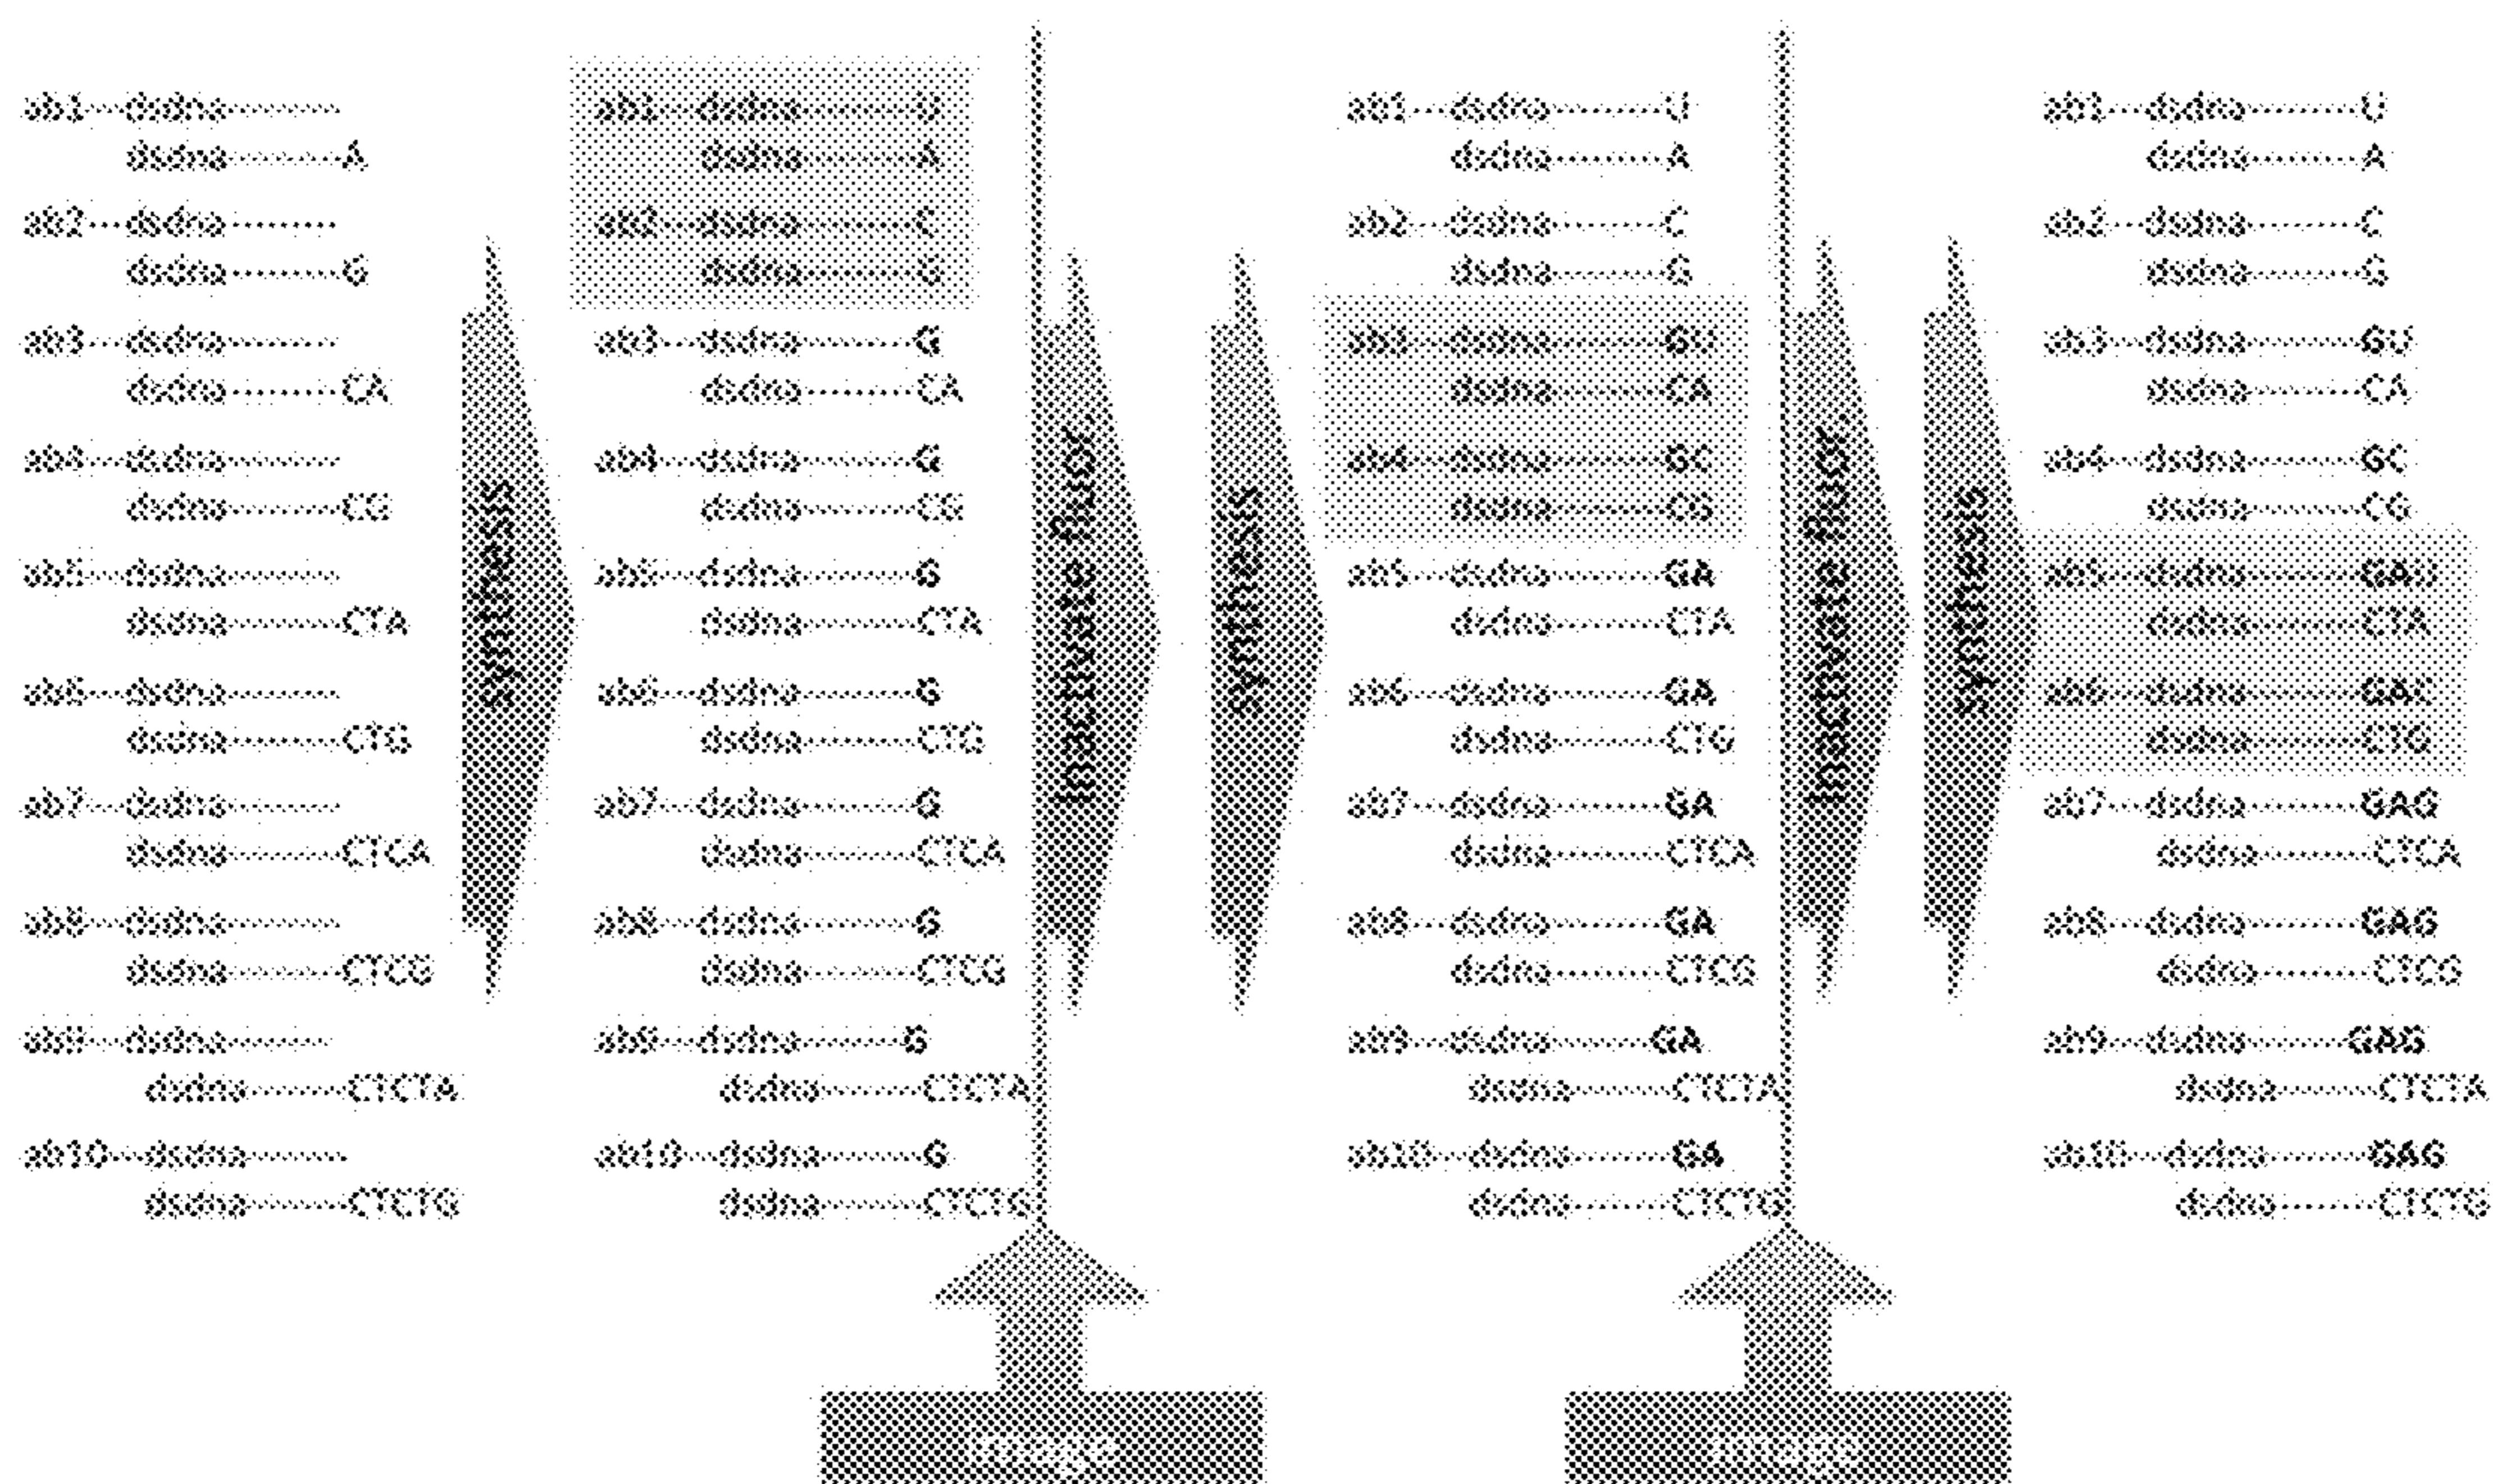 ab1---dsdna----------
dsdna----------A
ab2---dsdna----------
dsdna----------G
ab3---dsdna----------
dsdna----------CA
ab4---dsdna----------
dsdna----------CG
ab5---dsdna----------
dsdna----------CTA
ab6---dsdna----------
dsdna----------CTG
ab7---dsdna----------
dsdna----------CTCA
ab8---dsdna----------
dsdna----------CTCG
ab9---dsdna----------
dsdna----------CTCTA
ab10---dsdna----------
dsdna----------CTCTG
synthesis
ab1---dsdna----------U
dsdna----------A
ab2---dsdna----------C
dsdna----------G
ab3---dsdna----------G
dsdna----------CA
ab4---dsdna----------G
dsdna----------CG
ab5---dsdna----------G
dsdna----------CTA
ab6---dsdna----------G
dsdna----------CTG
ab7---dsdna----------G
dsdna----------CTCA
ab8---dsdna----------G
dsdna----------CTCG
ab9---dsdna----------G
dsdna----------CTCTA
ab10---dsdna----------G
dsdna----------CTCTG
Image
Inactivate fluor,
synthesis
ab1---dsdna----------U
dsdna----------A
ab2---dsdna----------C
dsdna----------G
ab3---dsdna----------GU
dsdna----------CA
ab4---dsdna----------GC
dsdna----------CG
ab5---dsdna----------GA
dsdna----------CTA
ab6---dsdna----------GA
dsdna----------CTG
ab7---dsdna----------GA
dsdna----------CTCA
ab8---dsdna----------GA
dsdna----------CTCG
ab9---dsdna----------GA
dsdna----------CTCTA
ab10---dsdna----------GA
dsdna----------CTCTG
Image
Inactivate fluor,
synthesis
ab1---dsdna----------U
dsdna----------A
ab2---dsdna----------C
dsdna----------G
ab3---dsdna----------GU
dsdna----------CA
ab4---dsdna----------GC
dsdna----------CG
ab5---dsdna----------GAU
dsdna----------CTA
ab6---dsdna----------GAC
dsdna----------CTG
ab7---dsdna----------GAG
dsdna----------CTCA
ab8---dsdna----------GAG
dsdna----------CTCG
ab9---dsdna----------GAG
dsdna----------CTCTA
ab10---dsdna----------GAG
dsdna----------CTCTG